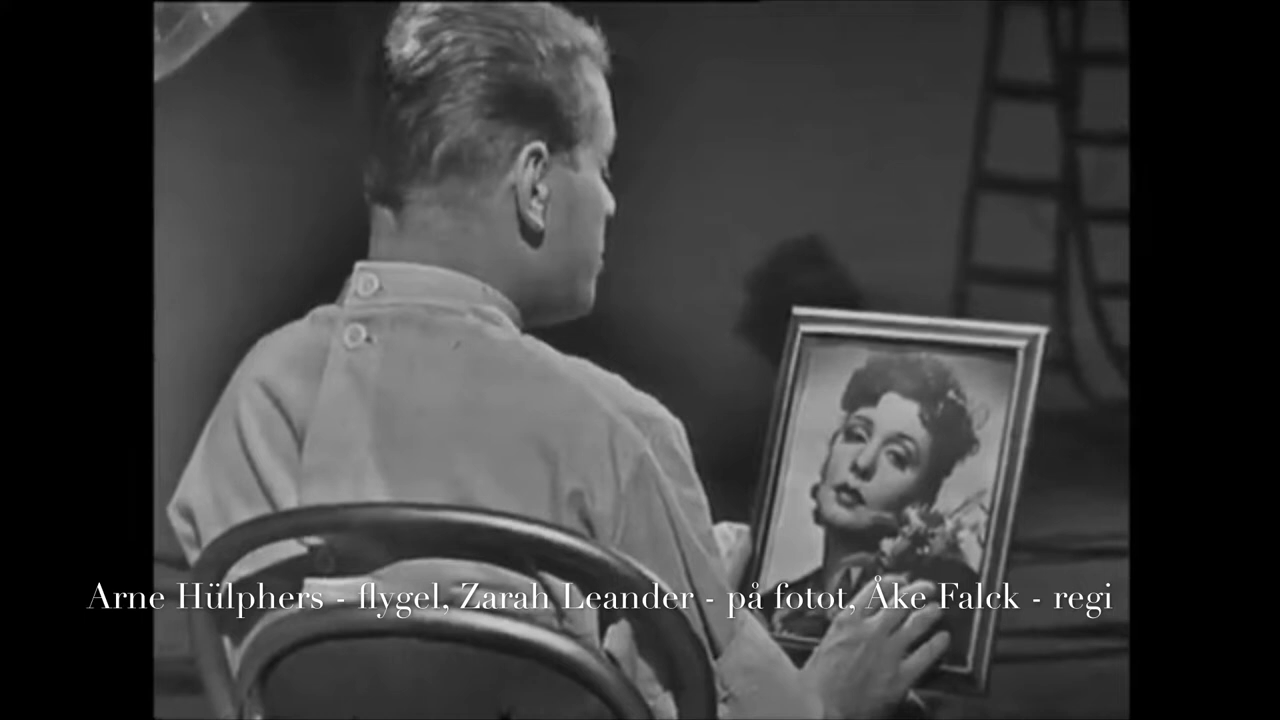 Arne Hülphers - flygel, Zarah Leander - på fotot, Åke Falck - regi